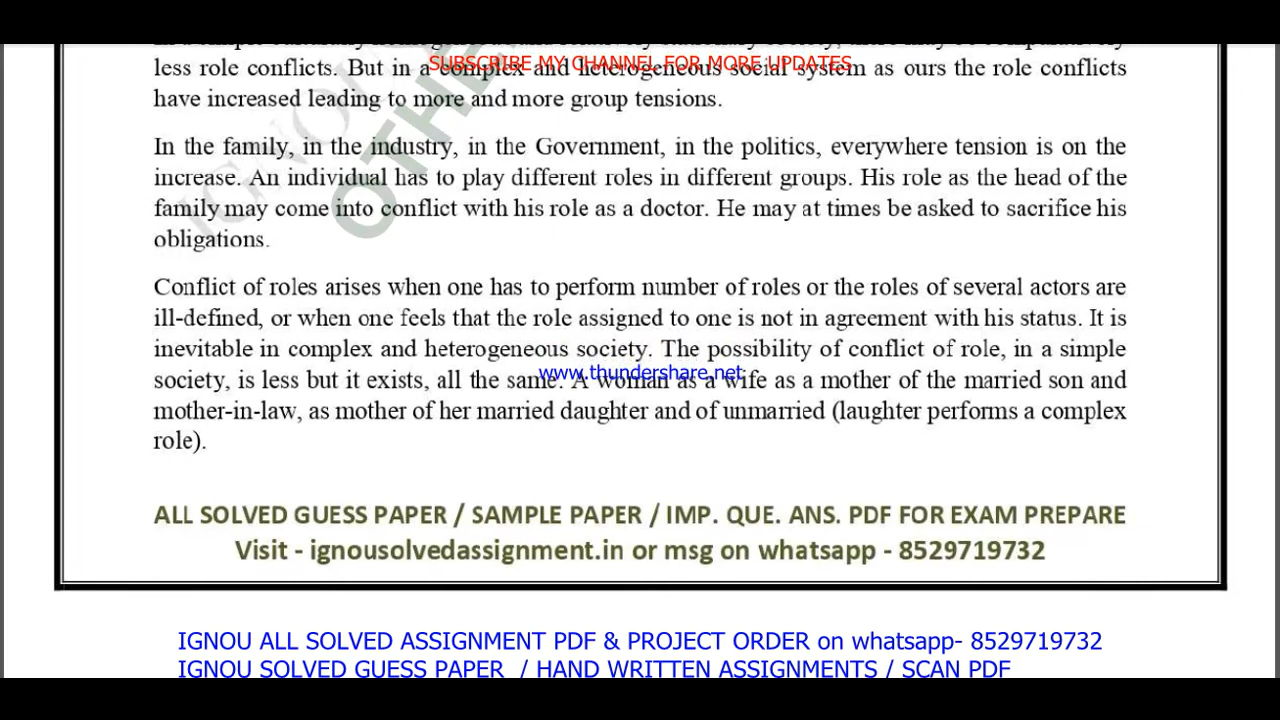 SUBSCRIBE MY CHANNEL FOR MORE UPDATES
less role conflicts. But in a complex and heterogeneous social system as ours the role conflicts
have increased leading to more and more group tensions.
In the family, in the industry, in the Government, in the politics, everywhere tension is on the
increase. An individual has to play different roles in different groups. His role as the head of the
family may come into conflict with his role as a doctor. He may at times be asked to sacrifice his
obligations.
Conflict of roles arises when one has to perform number of roles or the roles of several actors are
ill-defined, or when one feels that the role assigned to one is not in agreement with his status. It is
inevitable in complex and heterogeneous society. The possibility of conflict of role, in a simple
www.thundershare.net
society, is less but it exists, all the same. A woman as a wife as a mother of the married son and
mother-in-law, as mother of her married daughter and of unmarried (laughter performs a complex
role).
ALL SOLVED GUESS PAPER / SAMPLE PAPER / IMP. QUE. ANS. PDF FOR EXAM PREPARE
Visit - ignousolvedassignment.in or msg on whatsapp - 8529719732
IGNOU ALL SOLVED ASSIGNMENT PDF & PROJECT ORDER on whatsapp- 8529719732
IGNOU SOLVED GUESS PAPER / HAND WRITTEN ASSIGNMENTS / SCAN PDF